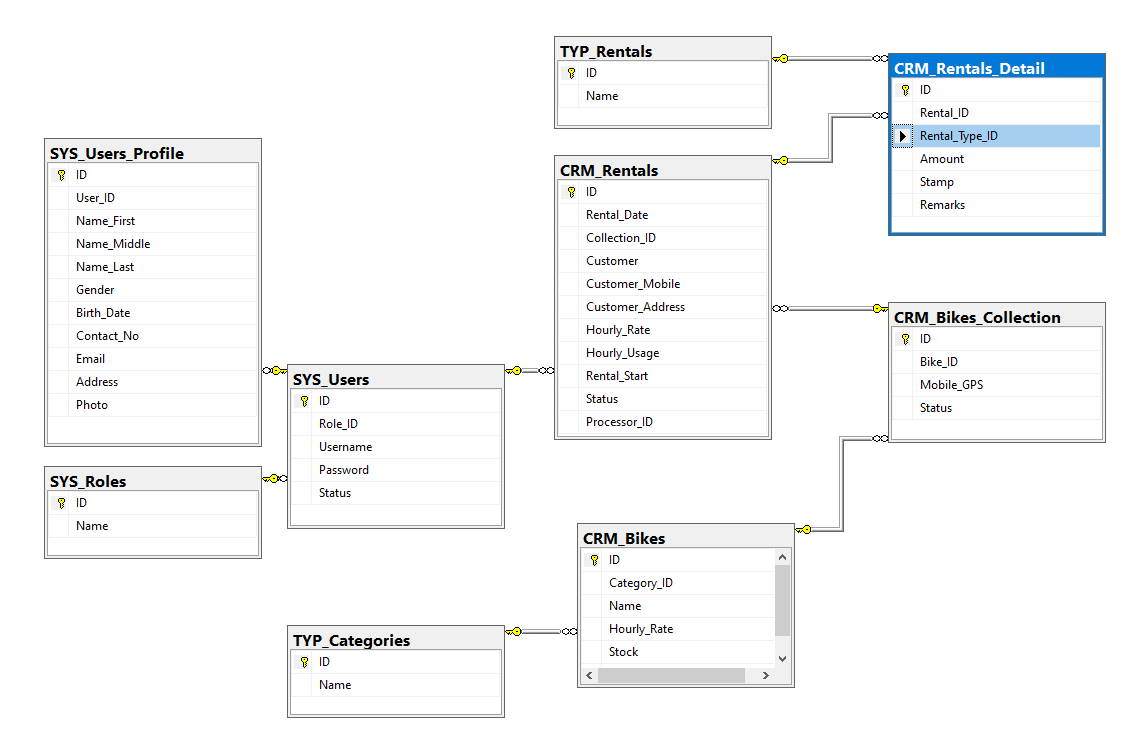 TYP_Rentals
ID
Name
CRM_Rentals_Detail
ID
Rental_ID
Rental_Type_ID
Amount
Stamp
Remarks
SYS_Users_Profile
ID
User_ID
Name_First
Name_Middle
Name_Last
Gender
Birth_Date
Contact_No
Email
Address
Photo
CRM_Rentals
ID
Rental_Date
Collection_ID
Customer
Customer_Mobile
Customer_Address
Hourly_Rate
Hourly_Usage
Rental_Start
Status
Processor_ID
CRM_Bikes_Collection
ID
Bike_ID
Mobile_GPS
Status
SYS_Users
ID
Role_ID
Username
Password
Status
SYS_Roles
ID
Name
CRM_Bikes
ID
Category_ID
Name
Hourly_Rate
Stock
TYP_Categories
ID
Name